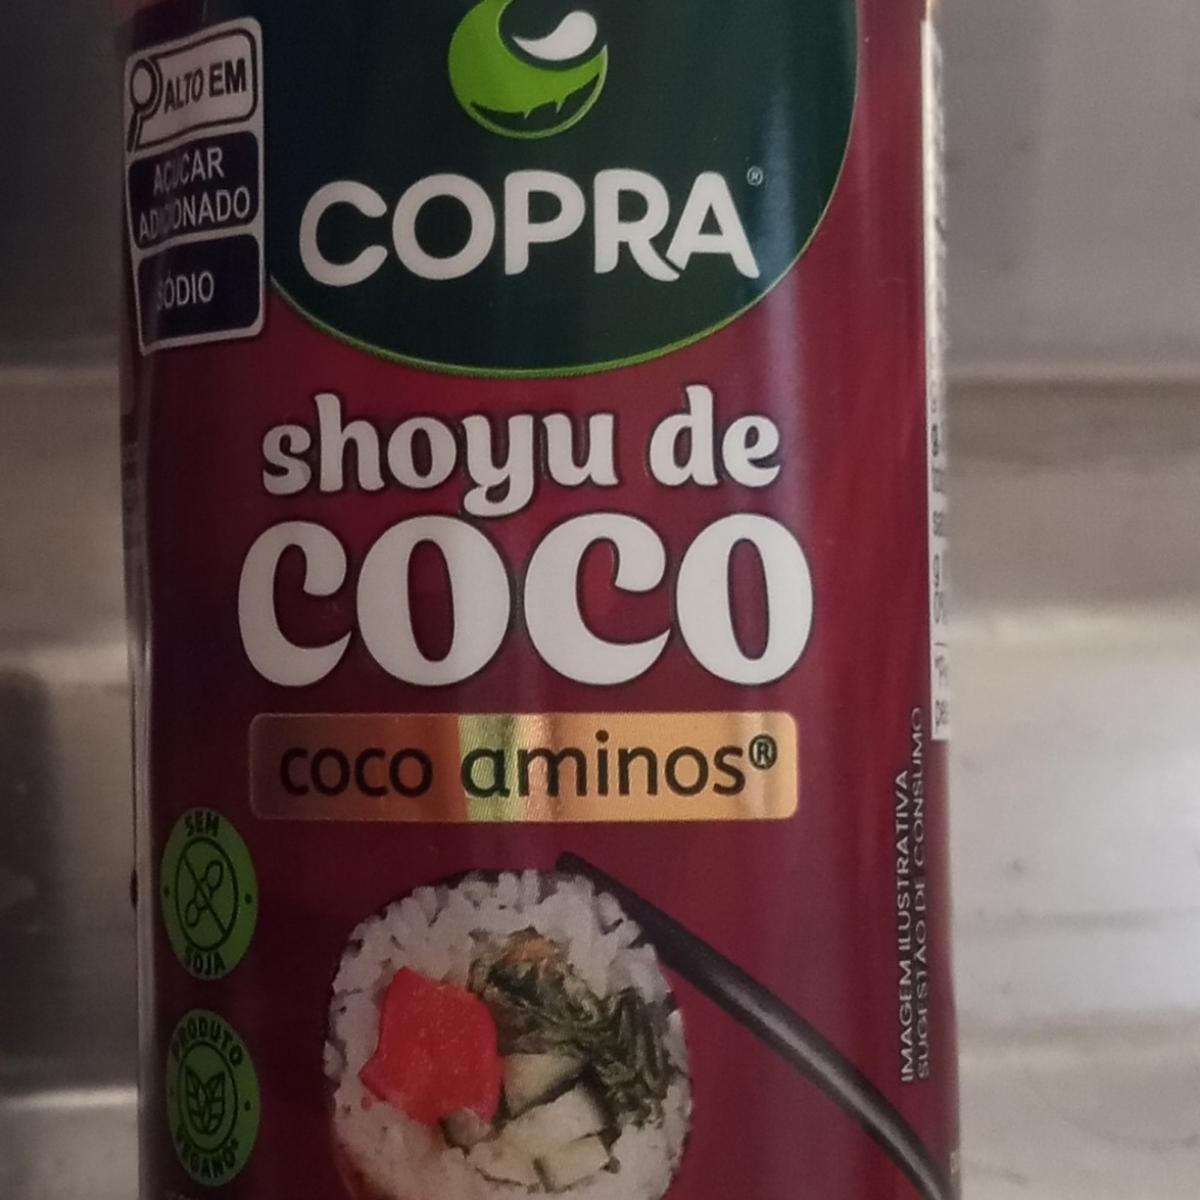 ALTO EM
AÇÚCAR
ADICIONADO
SÓDIO
COPRA®
shoyu de
coco
coco aminos®
SEM
SOJA
PRODUTO
VEGANO
IMAGEM ILUSTRATIVA
SUGESTÃO DE CONSUMO